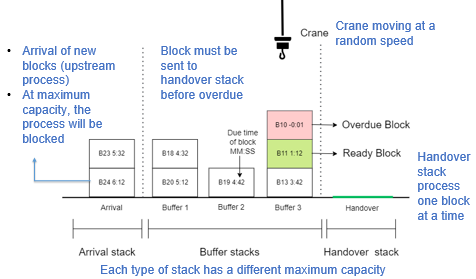 Crane
Crane moving at a
random speed
• Arrival of new
blocks (upstream
process)
• At maximum
capacity, the
process will be
blocked
Block must be
sent to
handover stack
before overdue
Due time
of block
MM:SS
B10 -0:01
Overdue Block
B23 5:32
B18 4:32
B11 1:12
Ready Block
B24 6:12
B20 5:12
B19 4:42
B13 3:42
Handover
stack
process
one block
at a time
Arrival
Buffer 1
Buffer 2
Buffer 3
Handover
Arrival stack
Buffer stacks
Handover stack
Each type of stack has a different maximum capacity